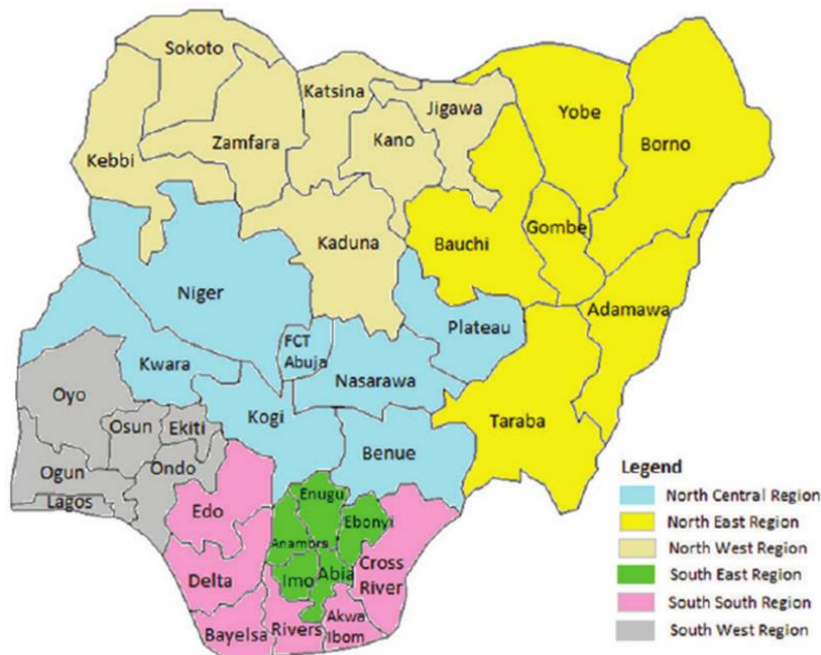 Sokoto
Katsina
Jigawa
Yobe
Borno
Kebbi
Zamfara
Kano
Kaduna
Bauchi
Gombe
Niger
Adamawa
Plateau
FCT
Abuja
Kwara
Nasarawa
Oyo
Taraba
Kogi
Osun
Ekiti
Benue
Ogun
Ondo
Lagos
Edo
Enugu
Ebonyi
Anambra
Delta
Imo
Abia
Cross
River
Bayelsa
Rivers
Akwa
Ibom
Legend
North Central Region
North East Region
North West Region
South East Region
South South Region
South West Region